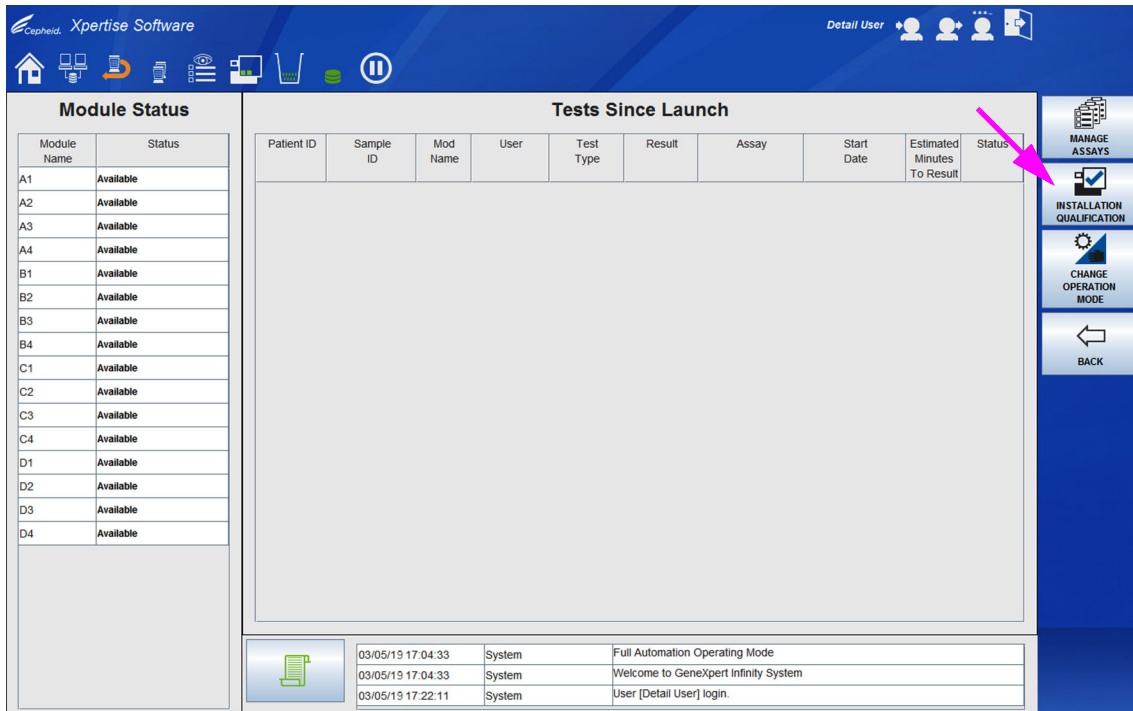 Cepheid. Xpertise Software
Detail User
Module Status
Module Name
Status
A1 Available
A2 Available
A3 Available
A4 Available
B1 Available
B2 Available
B3 Available
B4 Available
C1 Available
C2 Available
C3 Available
C4 Available
D1 Available
D2 Available
D3 Available
D4 Available
Tests Since Launch
Patient ID
Sample ID
Mod Name
User
Test Type
Result
Assay
Start Date
Estimated Minutes To Result
Status
03/05/19 17:04:33 System Full Automation Operating Mode
03/05/19 17:04:33 System Welcome to GeneXpert Infinity System
03/05/19 17:22:11 System User [Detail User] login.
MANAGE
ASSAYS
INSTALLATION
QUALIFICATION
CHANGE
OPERATION
MODE
BACK